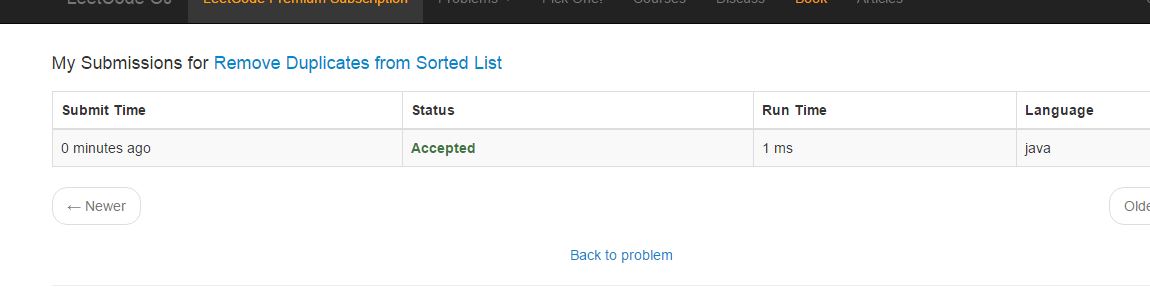 LeetCode OJ LeetCode Premium Subscription Problems Pick One! Courses Discuss Book Articles
My Submissions for Remove Duplicates from Sorted List
Submit Time Status Run Time Language
0 minutes ago Accepted 1 ms java
← Newer Olde
Back to problem